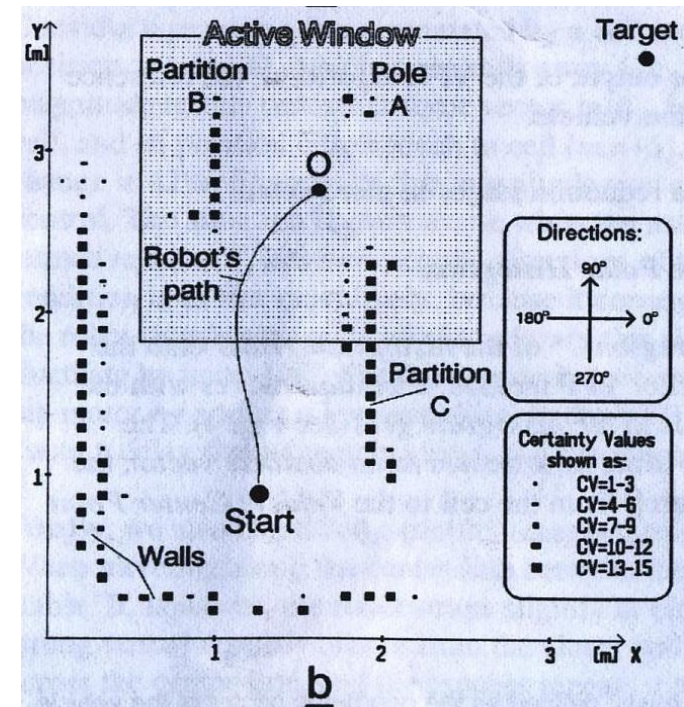 Active Window
Target
Y
[m]
Partition
B
Pole
A
3
O
Robot's
path
Directions:
90°
180°
0°
270°
2
Partition
C
Certainty Values
shown as:
CV=1-3
CV=4-6
CV=7-9
CV=10-12
CV=13-15
1
Start
Walls
1
2
3
[m] X
b